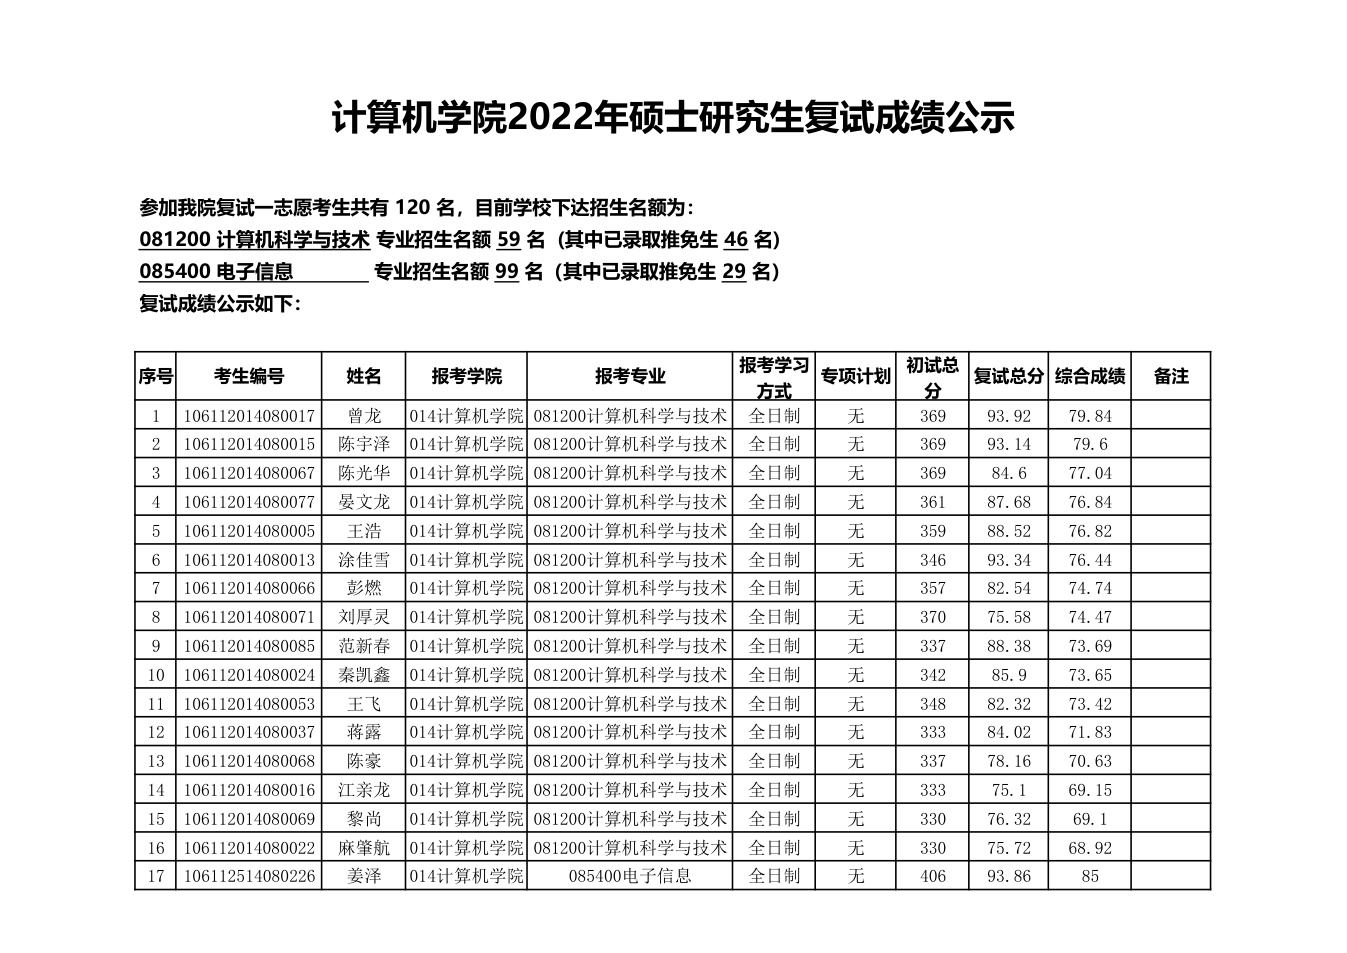 计算机学院2022年硕士研究生复试成绩公示
参加我院复试一志愿考生共有 120 名，目前学校下达招生名额为：
081200 计算机科学与技术 专业招生名额 59 名（其中已录取推免生 46 名）
085400 电子信息 专业招生名额 99 名（其中已录取推免生 29 名）
复试成绩公示如下：
序号 考生编号 姓名 报考学院 报考专业 报考学习方式 专项计划 初试总分 复试总分 综合成绩 备注
1 106112014080017 曾龙 014计算机学院 081200计算机科学与技术 全日制 无 369 93.92 79.84
2 106112014080015 陈宇泽 014计算机学院 081200计算机科学与技术 全日制 无 369 93.14 79.6
3 106112014080067 陈光华 014计算机学院 081200计算机科学与技术 全日制 无 369 84.6 77.04
4 106112014080077 晏文龙 014计算机学院 081200计算机科学与技术 全日制 无 361 87.68 76.84
5 106112014080005 王浩 014计算机学院 081200计算机科学与技术 全日制 无 359 88.52 76.82
6 106112014080013 涂佳雪 014计算机学院 081200计算机科学与技术 全日制 无 346 93.34 76.44
7 106112014080066 彭燃 014计算机学院 081200计算机科学与技术 全日制 无 357 82.54 74.74
8 106112014080071 刘厚灵 014计算机学院 081200计算机科学与技术 全日制 无 370 75.58 74.47
9 106112014080085 范新春 014计算机学院 081200计算机科学与技术 全日制 无 337 88.38 73.69
10 106112014080024 秦凯鑫 014计算机学院 081200计算机科学与技术 全日制 无 342 85.9 73.65
11 106112014080053 王飞 014计算机学院 081200计算机科学与技术 全日制 无 348 82.32 73.42
12 106112014080037 蒋露 014计算机学院 081200计算机科学与技术 全日制 无 333 84.02 71.83
13 106112014080068 陈豪 014计算机学院 081200计算机科学与技术 全日制 无 337 78.16 70.63
14 106112014080016 江亲龙 014计算机学院 081200计算机科学与技术 全日制 无 333 75.1 69.15
15 106112014080069 黎尚 014计算机学院 081200计算机科学与技术 全日制 无 330 76.32 69.1
16 106112014080022 麻肇航 014计算机学院 081200计算机科学与技术 全日制 无 330 75.72 68.92
17 106112514080226 姜泽 014计算机学院 085400电子信息 全日制 无 406 93.86 85